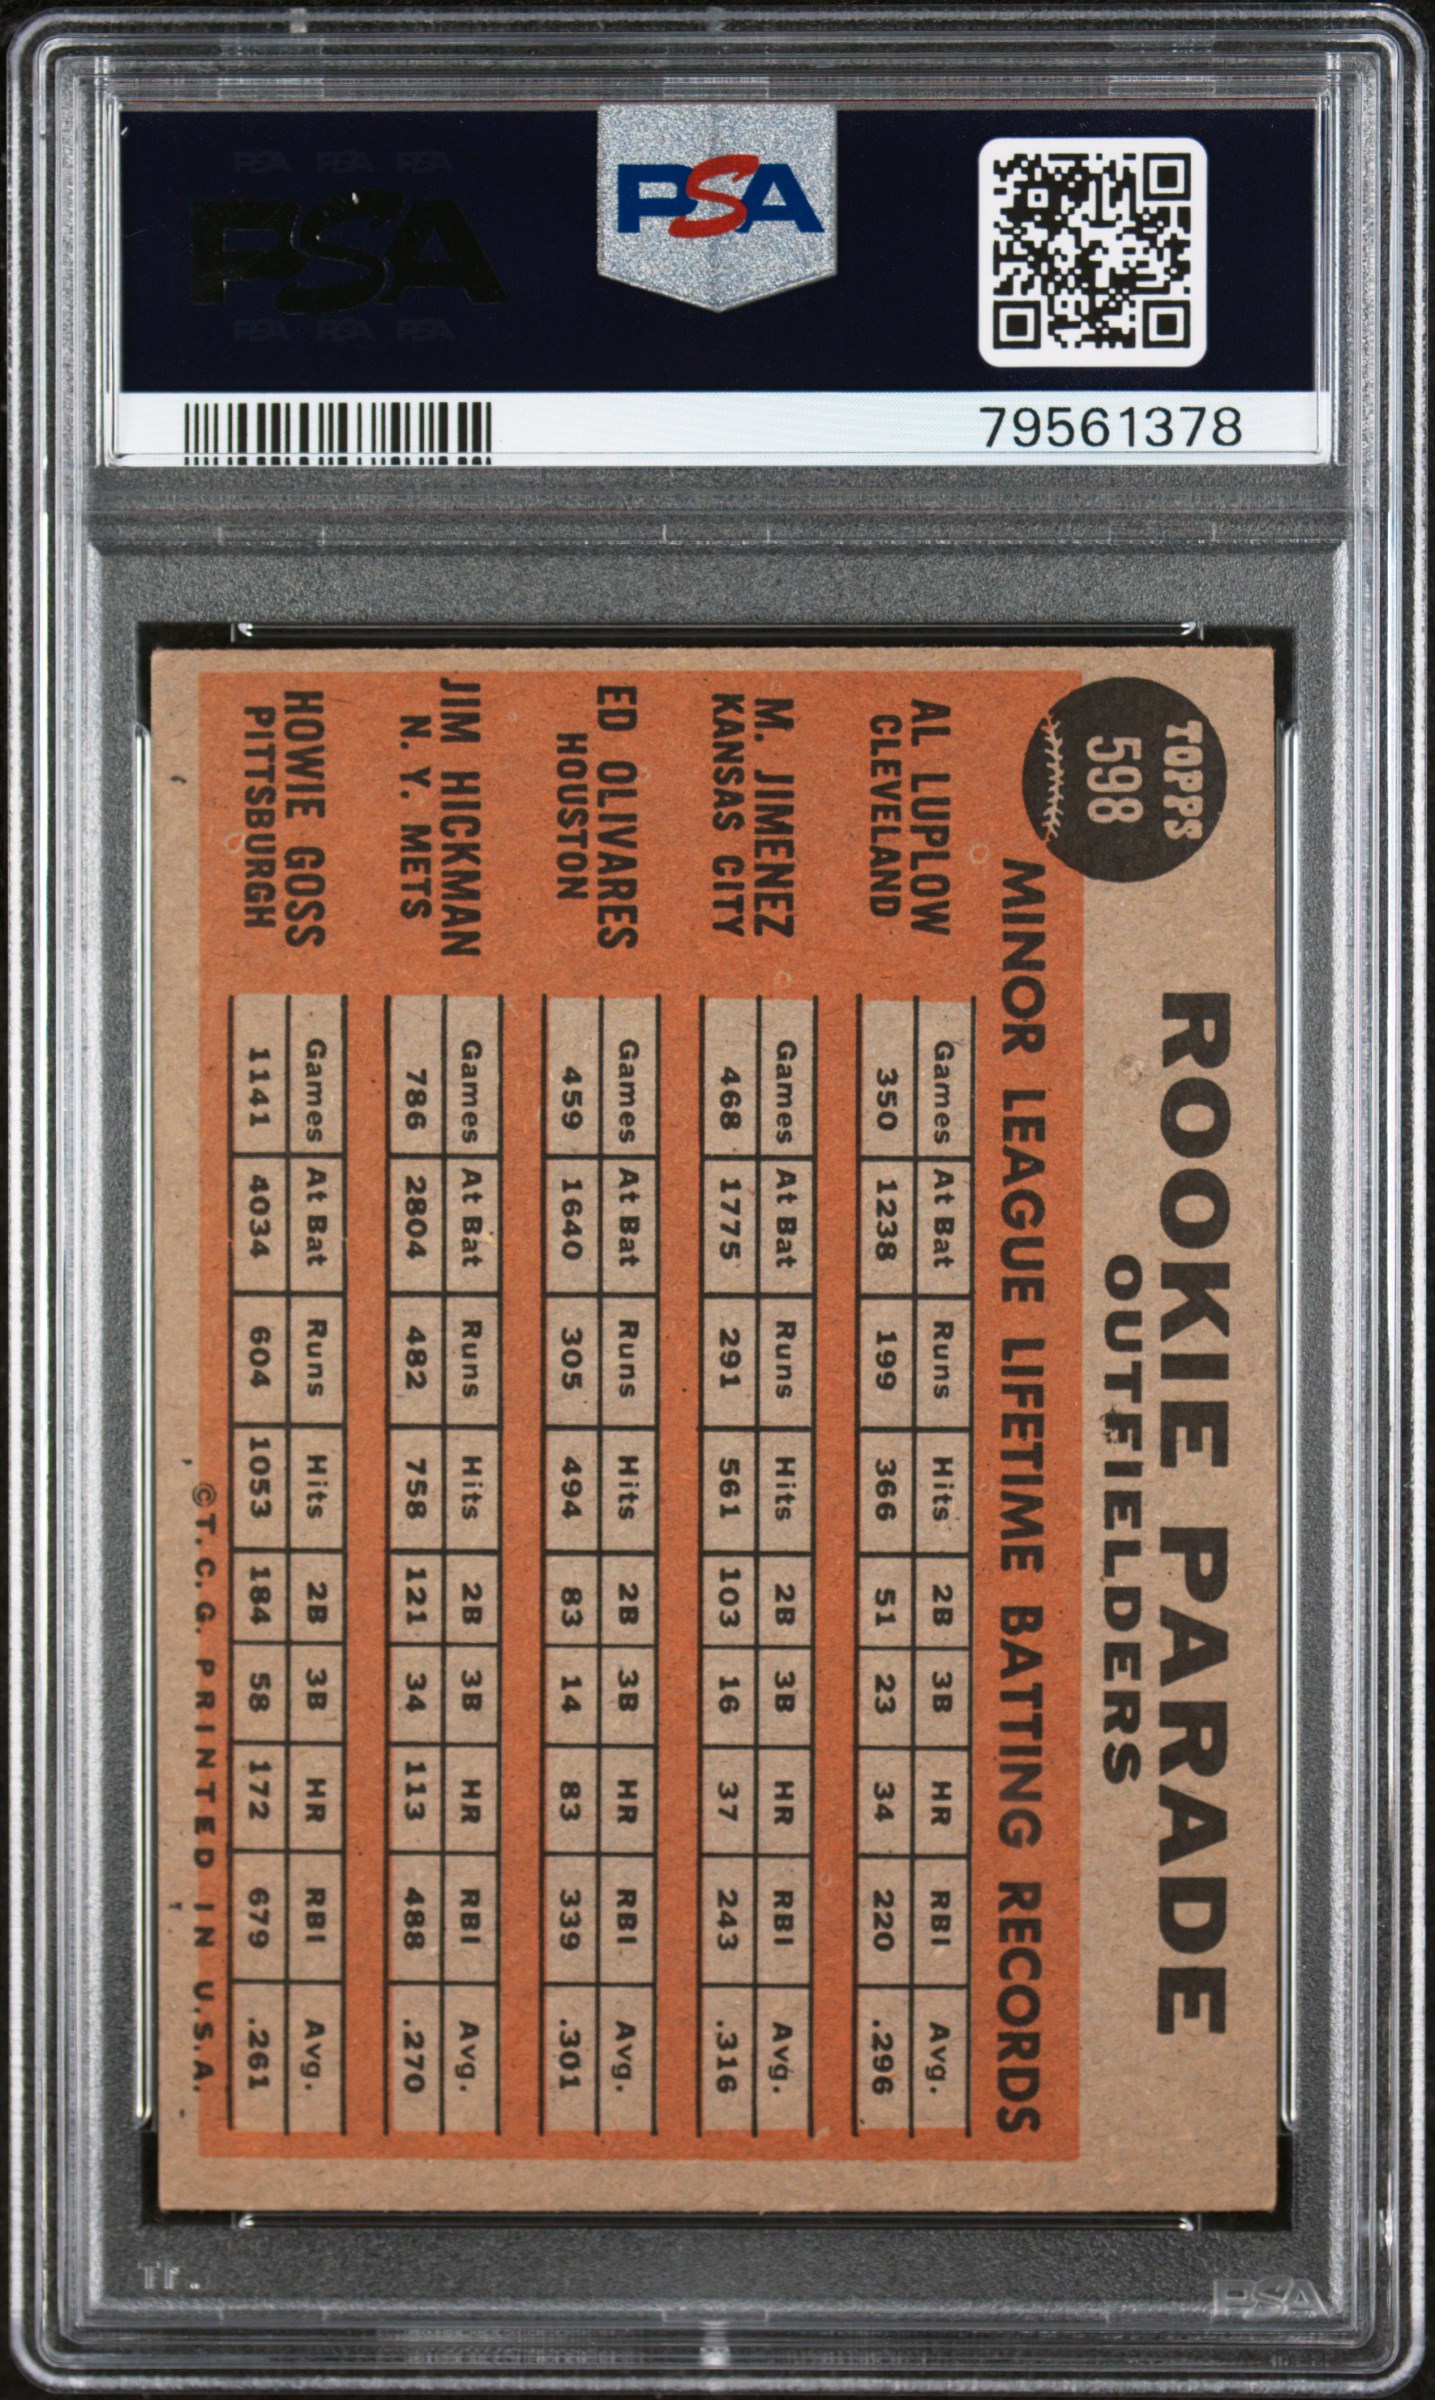 PSA PSA PSA
PSA
PSA PSA PSA
PSA
79561378
TOPPS
598
ROOKIE PARADE
OUTFIELDERS
MINOR LEAGUE LIFETIME BATTING RECORDS
AL LUPLOW
CLEVELAND
Games At Bat Runs Hits 2B 3B HR RBI Avg.
350 1238 199 366 51 23 34 220 .296
M. JIMENEZ
KANSAS CITY
Games At Bat Runs Hits 2B 3B HR RBI Avg.
468 1775 291 561 103 16 37 243 .316
ED OLIVARES
HOUSTON
Games At Bat Runs Hits 2B 3B HR RBI Avg.
459 1640 305 494 83 14 83 339 .301
JIM HICKMAN
N. Y. METS
Games At Bat Runs Hits 2B 3B HR RBI Avg.
786 2804 482 758 121 34 113 488 .270
HOWIE GOSS
PITTSBURGH
Games At Bat Runs Hits 2B 3B HR RBI Avg.
1141 4034 604 1053 184 58 172 679 .261
©T.C.G. PRINTED IN U.S.A.
PSA